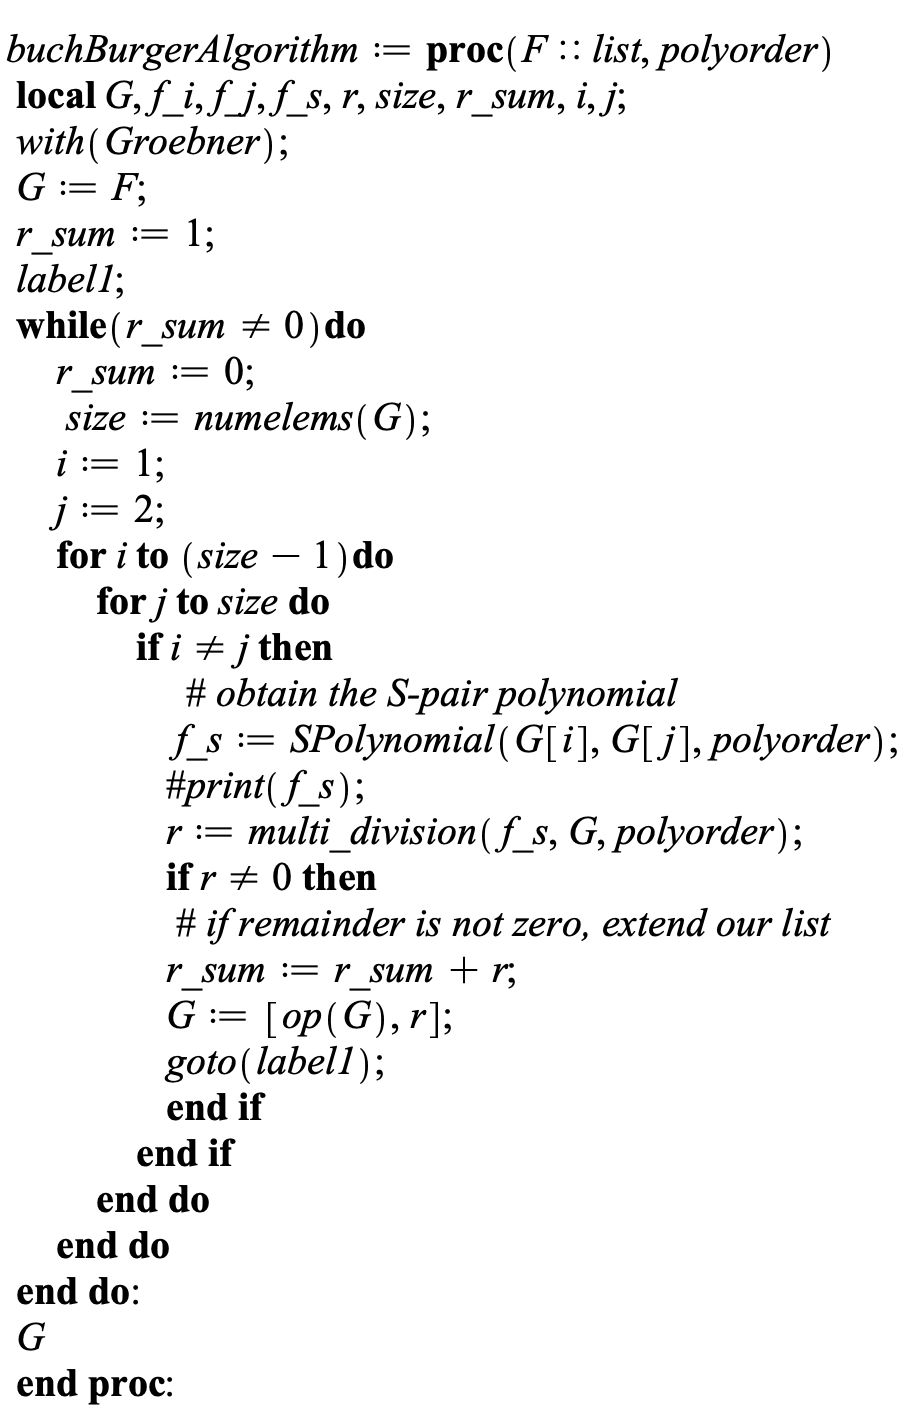 buchBurgerAlgorithm := proc(F :: list, polyorder)
local G, f_i, f_j, f_s, r, size, r_sum, i, j;
with(Groebner);
G := F;
r_sum := 1;
label1;
while(r_sum ≠ 0)do
r_sum := 0;
size := numelems(G);
i := 1;
j := 2;
for i to (size − 1)do
for j to size do
if i ≠ j then
# obtain the S-pair polynomial
f_s := SPolynomial(G[i], G[j], polyorder);
#print(f_s);
r := multi_division(f_s, G, polyorder);
if r ≠ 0 then
# if remainder is not zero, extend our list
r_sum := r_sum + r;
G := [op(G), r];
goto(label1);
end if
end if
end do
end do
end do:
G
end proc: